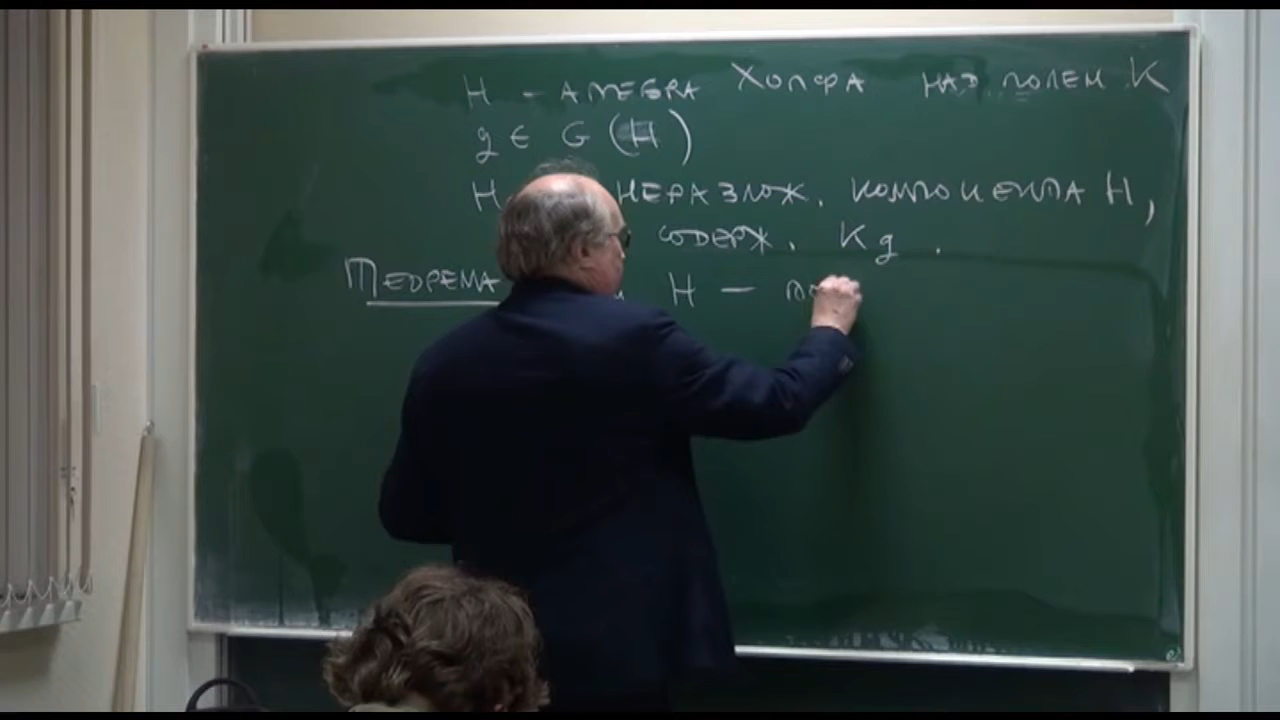 H – АЛГЕБРА ХОПФА НАД ПОЛЕМ K
g ∈ G (H)
H НЕРАЗЛОЖ. КОМПОНЕНТА H,
СОДЕРЖ. Kg.
ТЕОРЕМА H –